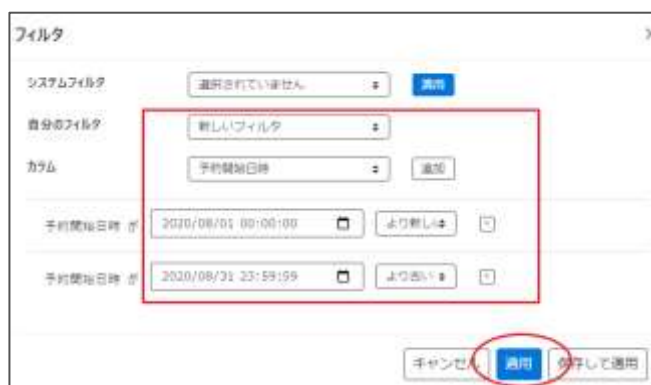 フィルタ
システムフィルタ 選択されていません 適用
自分のフィルタ 新しいフィルタ
カラム 予約開始日時 追加
予約開始日時 が 2020/08/01 00:00:00 より新しい
予約開始日時 が 2020/08/31 23:59:59 より古い
キャンセル 適用 保存して適用